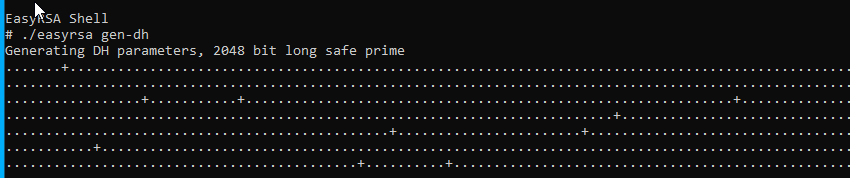 EasyRSA Shell
# ./easyrsa gen-dh
Generating DH parameters, 2048 bit long safe prime
.......+..................................................................................................
..........................................................................................................
.................+...........+.............................................................+..............
............................................................................+.............................
................................................+.......................+.................................
...........+..............................................................................................
............................................+..........+..................................................